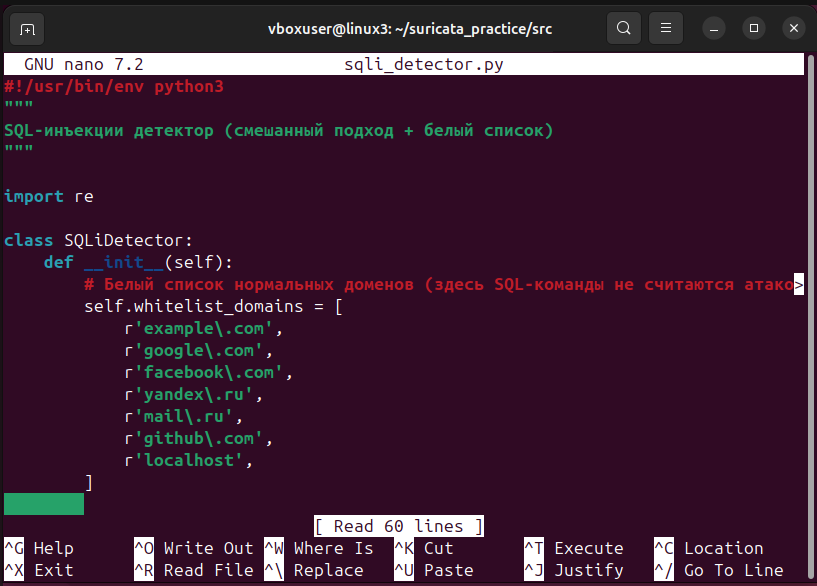 vboxuser@linux3: ~/suricata_practice/src
GNU nano 7.2 sqli_detector.py
#!/usr/bin/env python3
"""
SQL-инъекции детектор (смешанный подход + белый список)
"""
import re
class SQLiDetector:
    def __init__(self):
        # Белый список нормальных доменов (здесь SQL-команды не считаются атако>
        self.whitelist_domains = [
            r'example\.com',
            r'google\.com',
            r'facebook\.com',
            r'yandex\.ru',
            r'mail\.ru',
            r'github\.com',
            r'localhost',
        ]
[ Read 60 lines ]
^G Help ^O Write Out ^W Where Is ^K Cut ^T Execute ^C Location
^X Exit ^R Read File ^\ Replace ^U Paste ^J Justify ^/ Go To Line